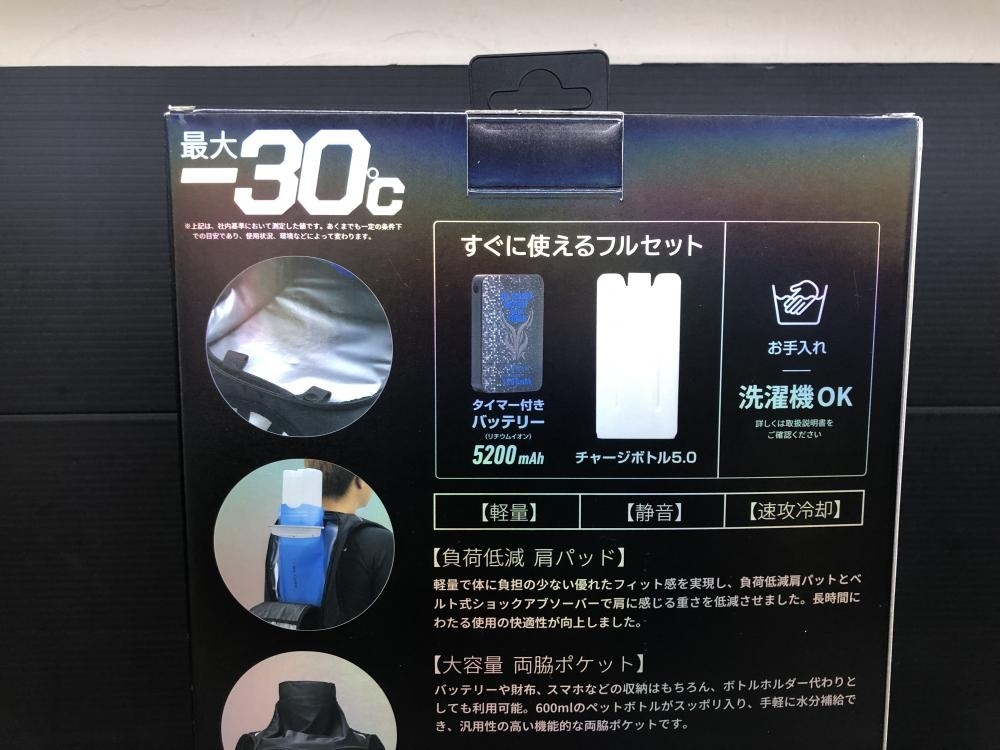 最大
-30℃
※上記は、社内基準において測定した値です。あくまでも一定の条件下
での目安であり、使用状況、環境などによって変わります。
すぐに使えるフルセット
タイマー付き
バッテリー
(リチウムイオン)
5200mAh
チャージボトル5.0
お手入れ
洗濯機OK
詳しくは取扱説明書を
ご確認ください
【軽量】
【静音】
【速攻冷却】
【負荷低減 肩パッド】
軽量で体に負担の少ない優れたフィット感を実現し、負荷低減肩パットとベ
ルト式ショックアブソーバーで肩に感じる重さを低減させました。長時間に
わたる使用の快適性が向上しました。
【大容量 両脇ポケット】
バッテリーや財布、スマホなどの収納はもちろん、ボトルホルダー代わりと
しても利用可能。600mlのペットボトルがスッポリ入り、手軽に水分補給で
き、汎用性の高い機能的な両脇ポケットです。